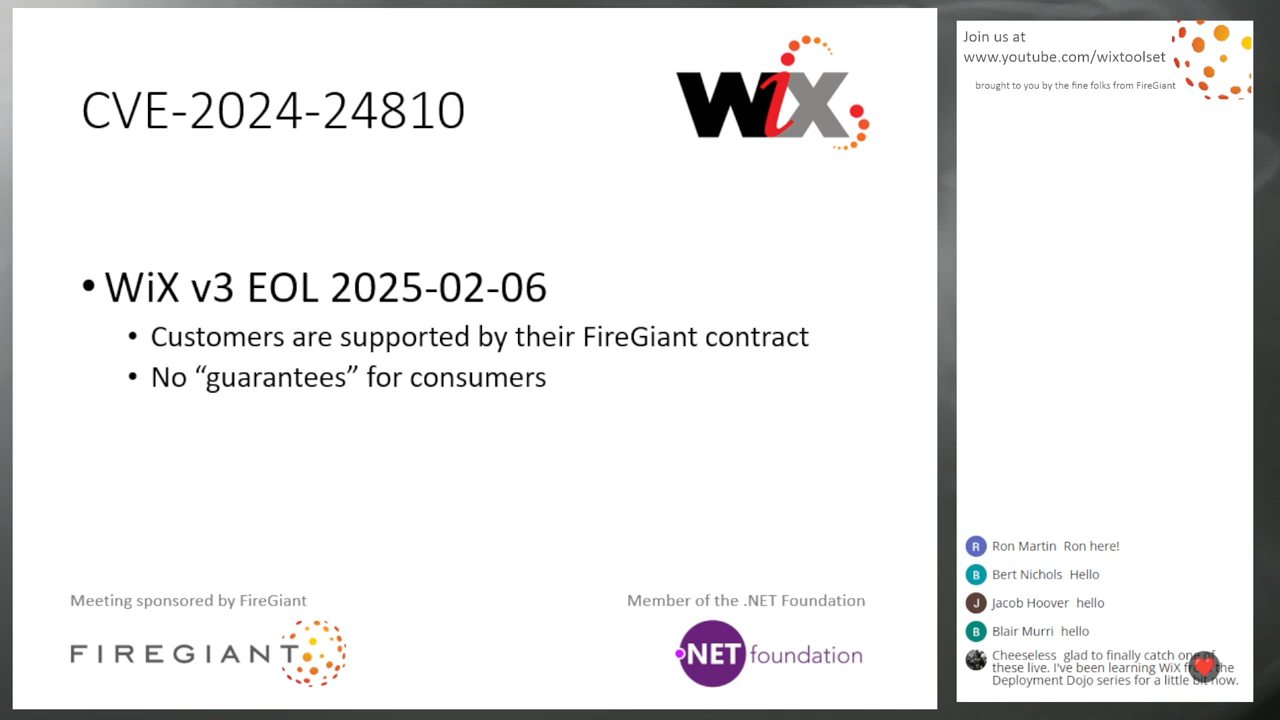 CVE-2024-24810
WiX
• WiX v3 EOL 2025-02-06
• Customers are supported by their FireGiant contract
• No “guarantees” for consumers
Meeting sponsored by FireGiant
FIREGIANT
Member of the .NET Foundation
.NET foundation
Join us at
www.youtube.com/wixtoolset
brought to you by the fine folks from FireGiant
R Ron Martin Ron here!
B Bert Nichols Hello
J Jacob Hoover hello
B Blair Murri hello
Cheeseless glad to finally catch one of
these live. I've been learning WiX from the
Deployment Dojo series for a little bit now.